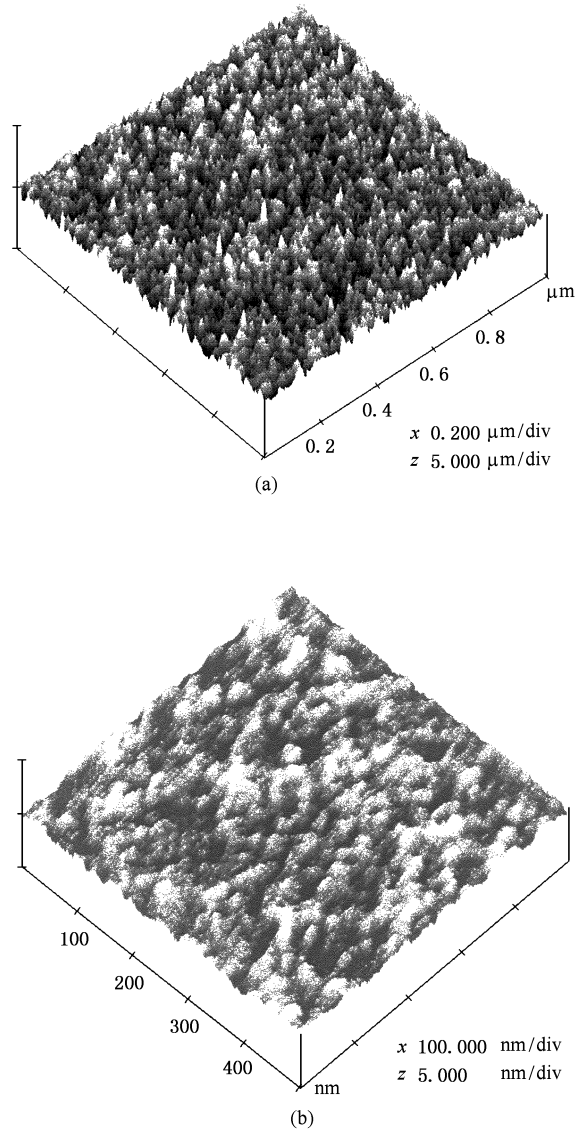 μm
0.8
0.6
0.4
0.2
x 0.200 μm/div
z 5.000 μm/div
(a)
100
200
300
400
nm
x 100.000 nm/div
z 5.000 nm/div
(b)